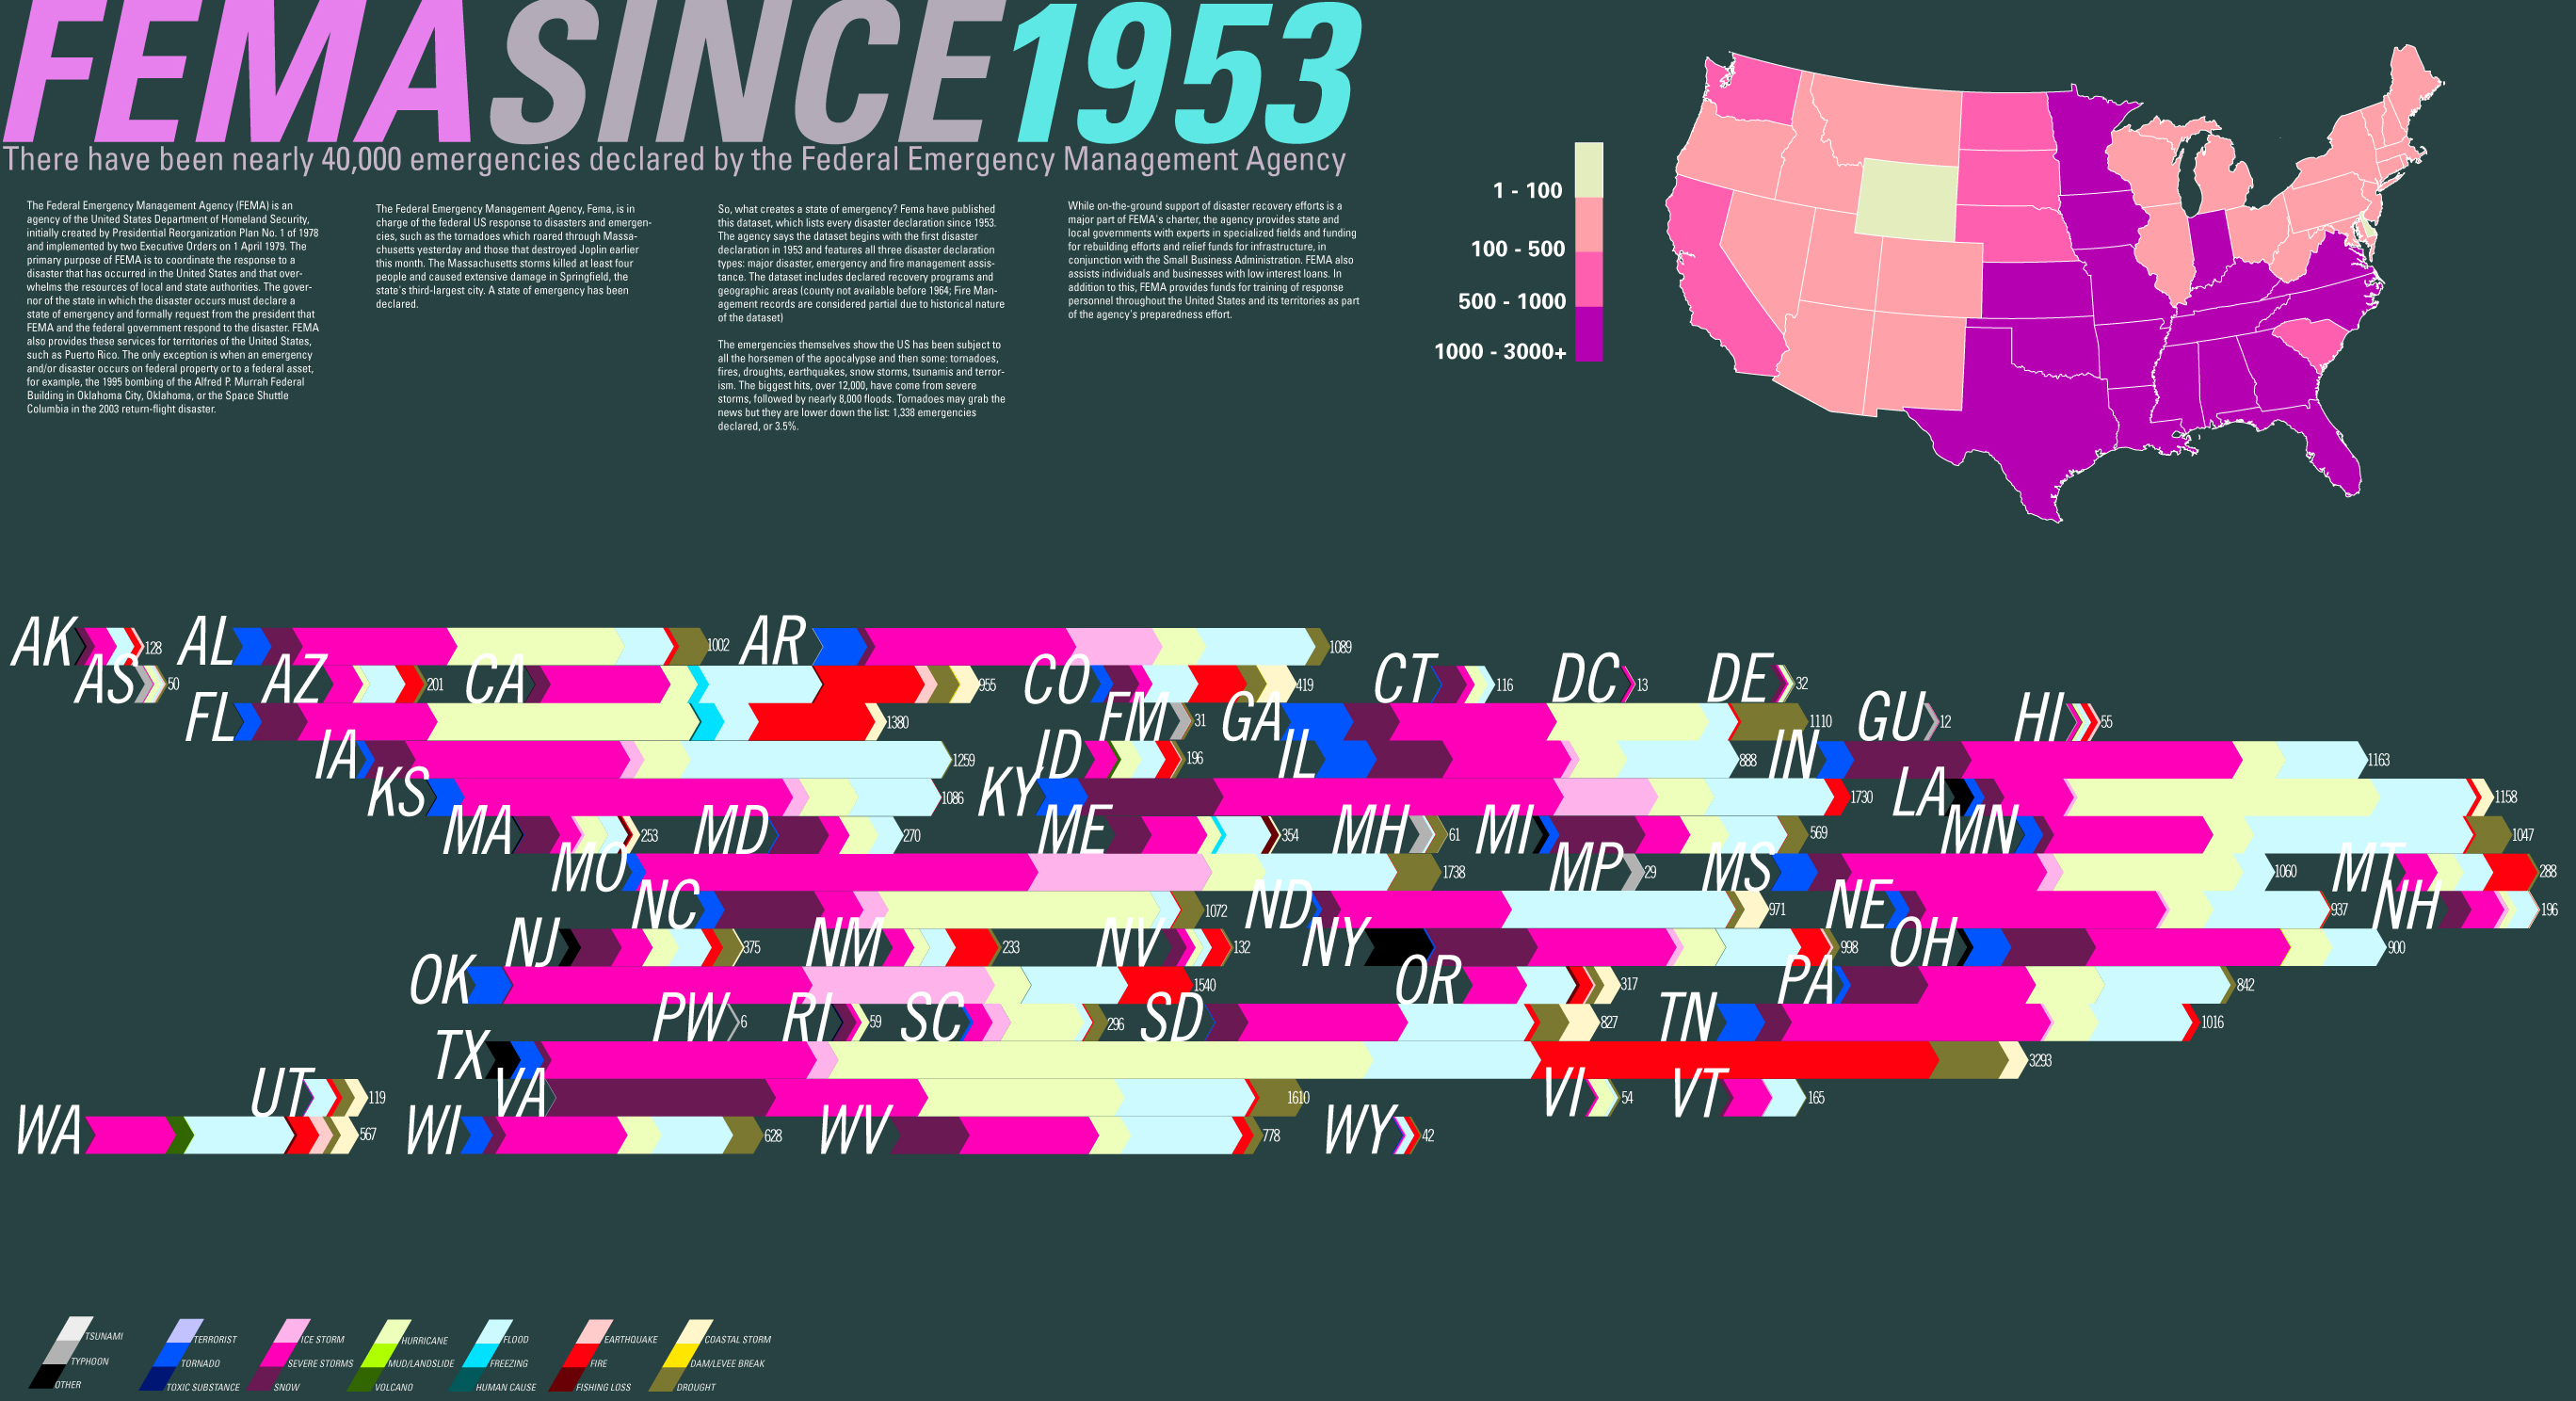 FEMASINCE1953
There have been nearly 40,000 emergencies declared by the Federal Emergency Management Agency
The Federal Emergency Management Agency (FEMA) is an
agency of the United States Department of Homeland Security,
initially created by Presidential Reorganization Plan No. 1 of 1978
and implemented by two Executive Orders on 1 April 1979. The
primary purpose of FEMA is to coordinate the response to a
disaster that has occurred in the United States and that over-
whelms the resources of local and state authorities. The gover-
nor of the state in which the disaster occurs must declare a
state of emergency and formally request from the president that
FEMA and the federal government respond to the disaster. FEMA
also provides these services for territories of the United States,
such as Puerto Rico. The only exception is when an emergency
and/or disaster occurs on federal property or to a federal asset,
for example, the 1995 bombing of the Alfred P. Murrah Federal
Building in Oklahoma City, Oklahoma, or the Space Shuttle
Columbia in the 2003 return-flight disaster.
The Federal Emergency Management Agency, Fema, is in
charge of the federal US response to disasters and emergen-
cies, such as the tornadoes which roared through Massa-
chusetts yesterday and those that destroyed Joplin earlier
this month. The Massachusetts storms killed at least four
people and caused extensive damage in Springfield, the
state's third-largest city. A state of emergency has been
declared.
So, what creates a state of emergency? Fema have published
this dataset, which lists every disaster declaration since 1953.
The agency says the dataset begins with the first disaster
declaration in 1953 and features all three disaster declaration
types: major disaster, emergency and fire management assis-
tance. The dataset includes declared recovery programs and
geographic areas (county not available before 1964; Fire Man-
agement records are considered partial due to historical nature
of the dataset)
The emergencies themselves show the US has been subject to
all the horsemen of the apocalypse and then some: tornadoes,
fires, droughts, earthquakes, snow storms, tsunamis and terror-
ism. The biggest hits, over 12,000, have come from severe
storms, followed by nearly 8,000 floods. Tornadoes may grab the
news but they are lower down the list: 1,338 emergencies
declared, or 3.5%.
While on-the-ground support of disaster recovery efforts is a
major part of FEMA's charter, the agency provides state and
local governments with experts in specialized fields and funding
for rebuilding efforts and relief funds for infrastructure, in
conjunction with the Small Business Administration. FEMA also
assists individuals and businesses with low interest loans. In
addition to this, FEMA provides funds for training of response
personnel throughout the United States and its territories as part
of the agency's preparedness effort.
1 - 100
100 - 500
500 - 1000
1000 - 3000+
AK 128 AL 1002 AR 1089
AS 50 AZ 201 CA 955 CO 419 CT 116 DC 13 DE 32
FL 1380 FM 31 GA 1110 GU 12 HI 55
IA 1259 ID 196 IL 888 IN 1163
KS 1086 KY 1730 LA 1158
MA 253 MD 270 ME 354 MH 61 MI 569 MN 1047
MO 1738 MP 29 MS 1060 MT 288
NC 1072 ND 971 NE 937 NH 196
NJ 375 NM 233 NV 132 NY 998 OH 900
OK 1540 OR 317 PA 842
PW 6 RI 59 SC 296 SD 827 TN 1016
TX 3293
UT 119 VA 1610 VI 54 VT 165
WA 567 WI 628 WV 778 WY 42
TSUNAMI TERRORIST ICE STORM HURRICANE FLOOD EARTHQUAKE COASTAL STORM
TYPHOON TORNADO SEVERE STORMS MUD/LANDSLIDE FREEZING FIRE DAM/LEVEE BREAK
OTHER TOXIC SUBSTANCE SNOW VOLCANO HUMAN CAUSE FISHING LOSS DROUGHT